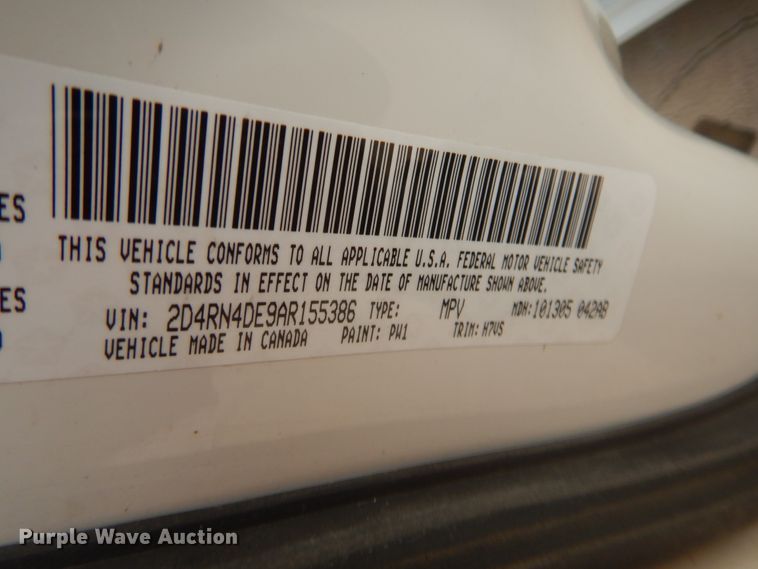 ES
THIS VEHICLE CONFORMS TO ALL APPLICABLE U.S.A. FEDERAL MOTOR VEHICLE SAFETY
STANDARDS IN EFFECT ON THE DATE OF MANUFACTURE SHOWN ABOVE.
ES
VIN: 2D4RN4DE9AR155386 TYPE: MPV MDH: 101305 042AB
VEHICLE MADE IN CANADA PAINT: PW1 TRIM: H7VS
Purple Wave Auction